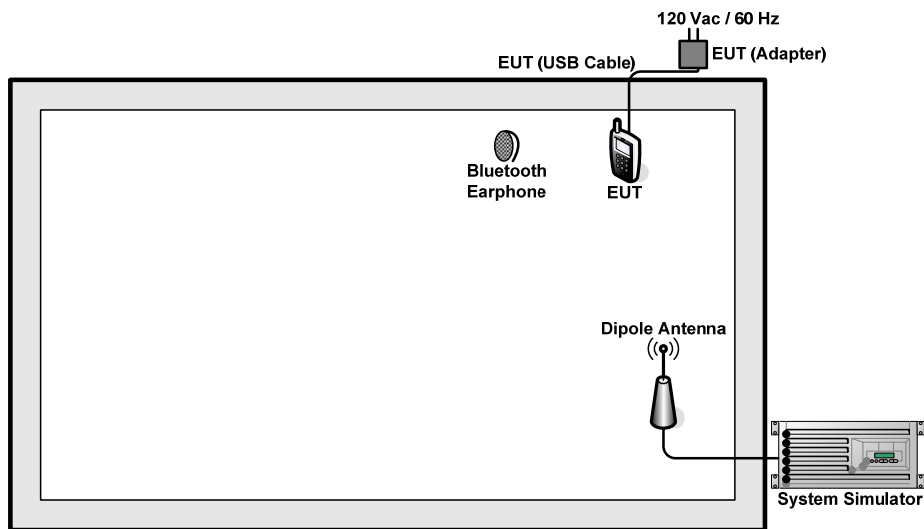 120 Vac / 60 Hz
EUT (USB Cable)
EUT (Adapter)
Bluetooth
Earphone
EUT
Dipole Antenna
System Simulator